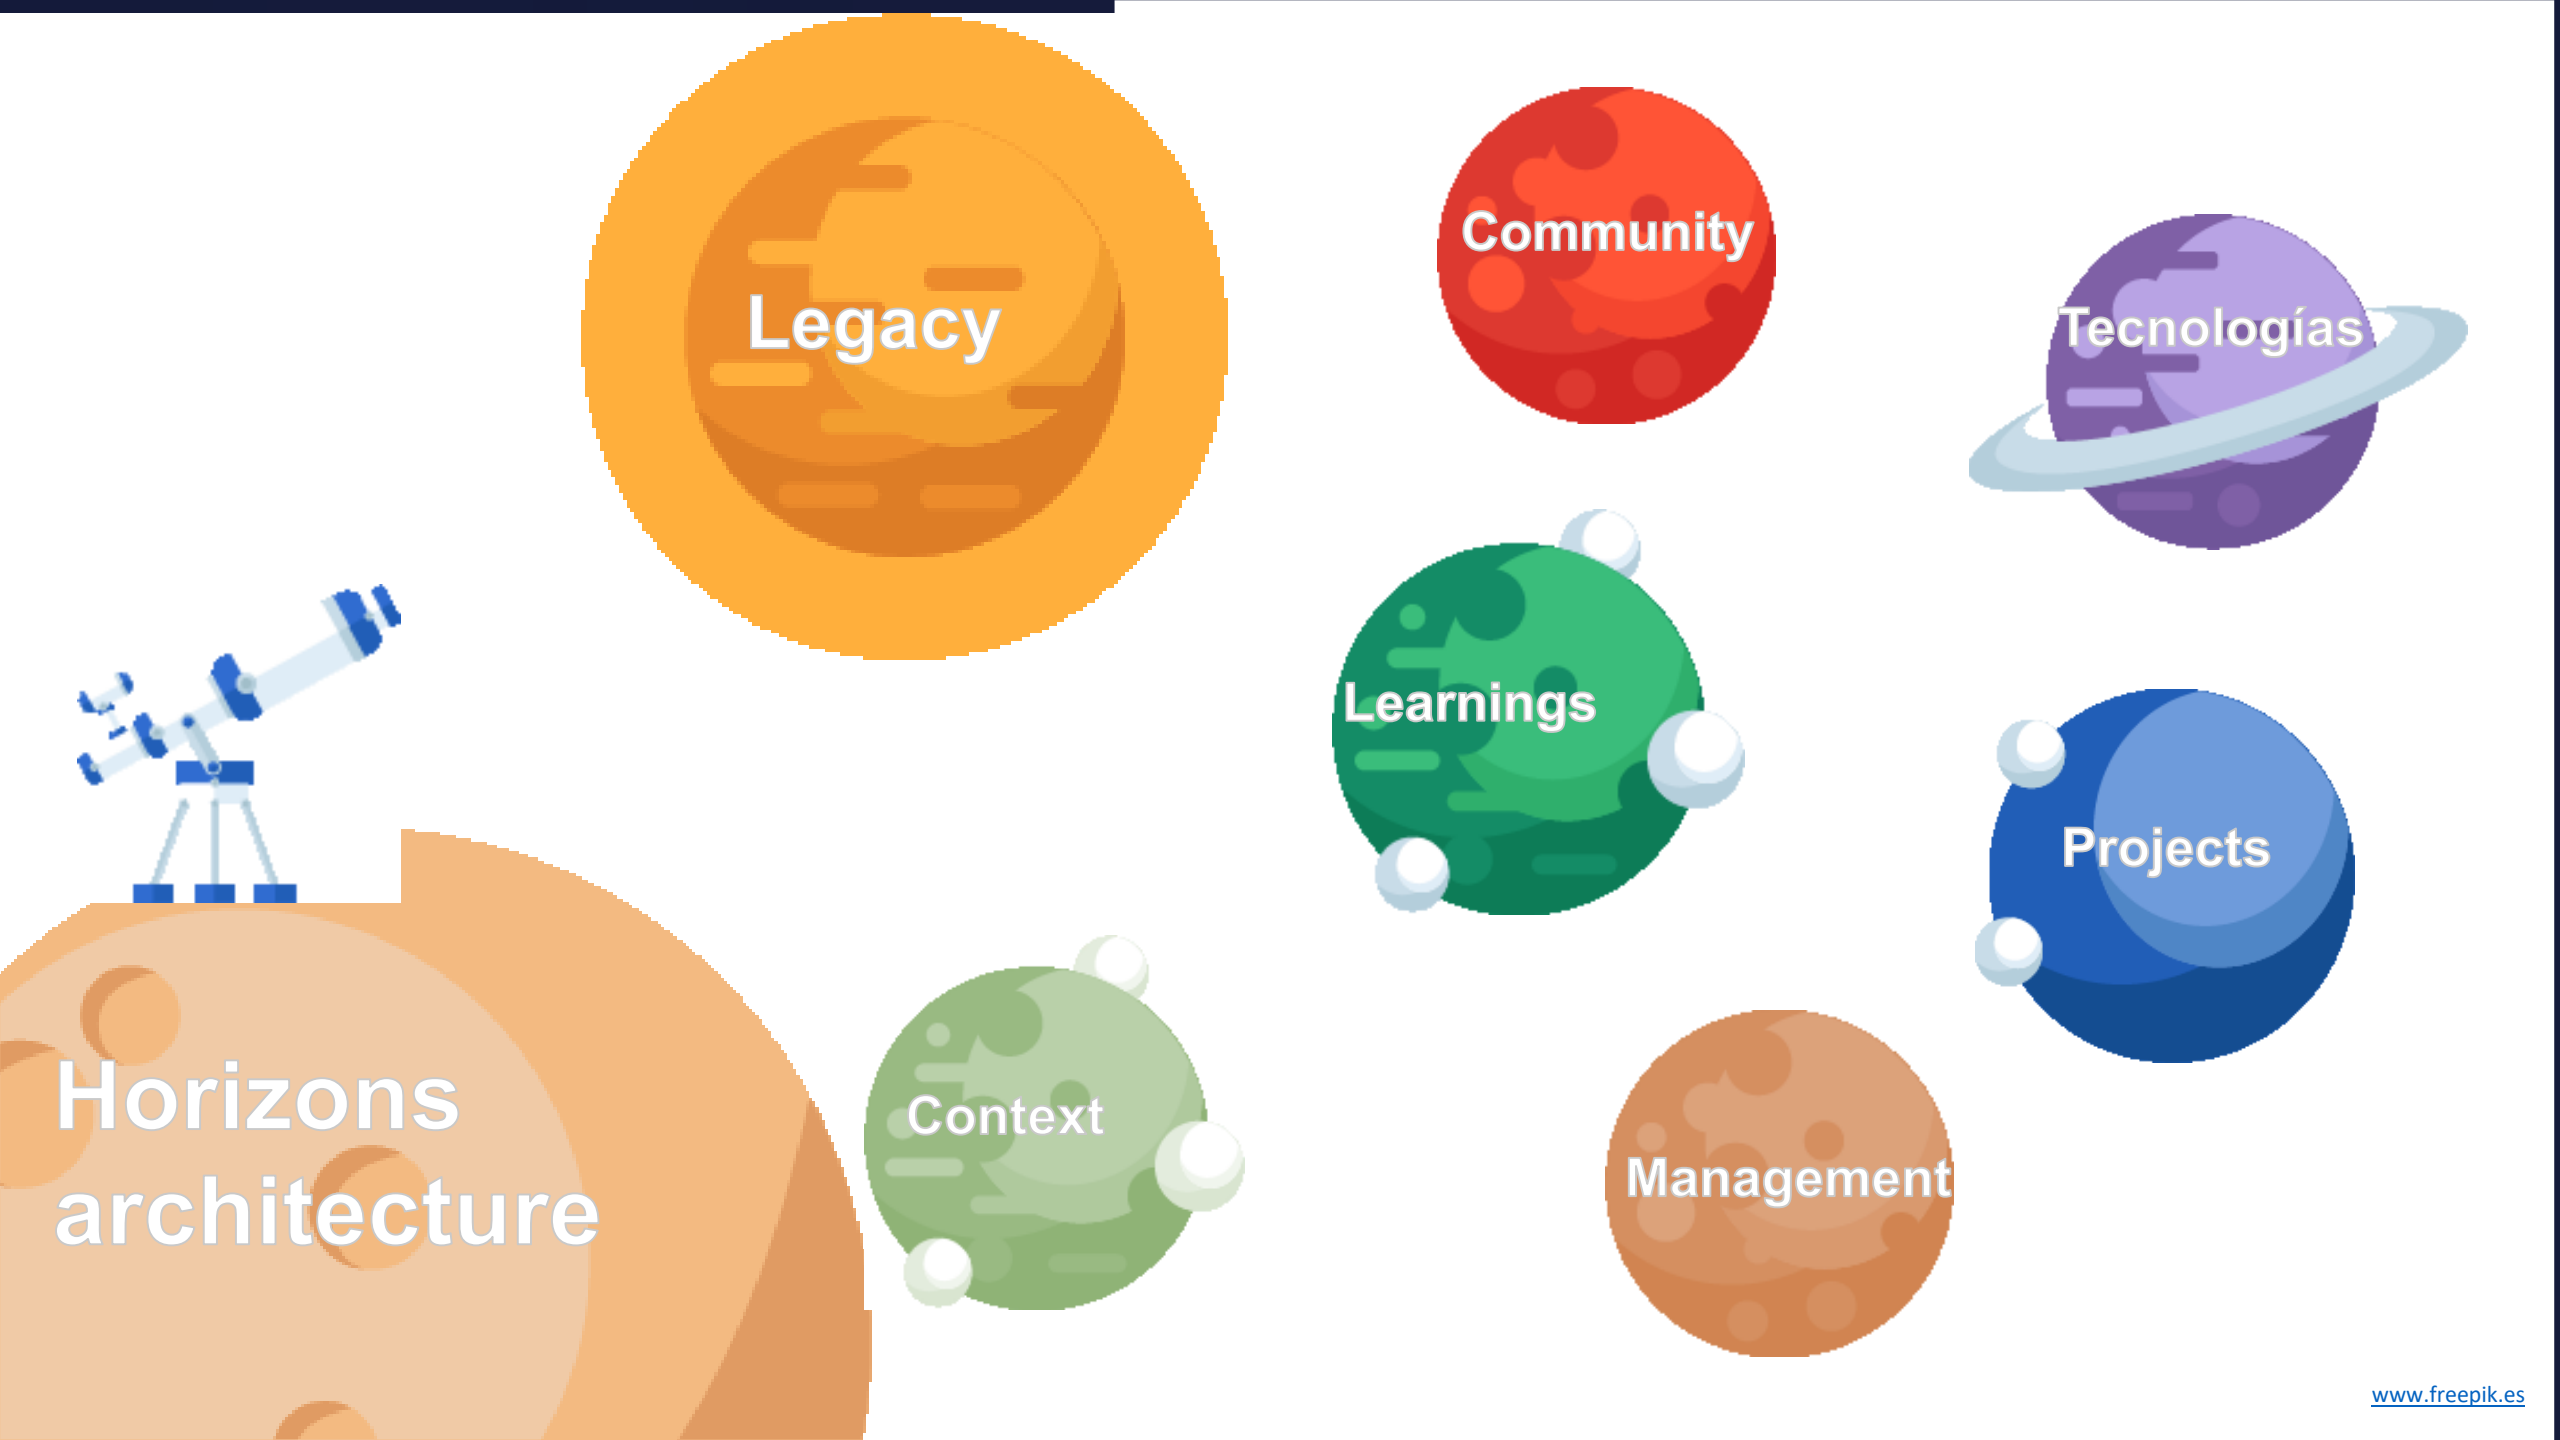 Legacy
Community
Tecnologías
Learnings
Projects
Horizons
architecture
Context
Management
www.freepik.es